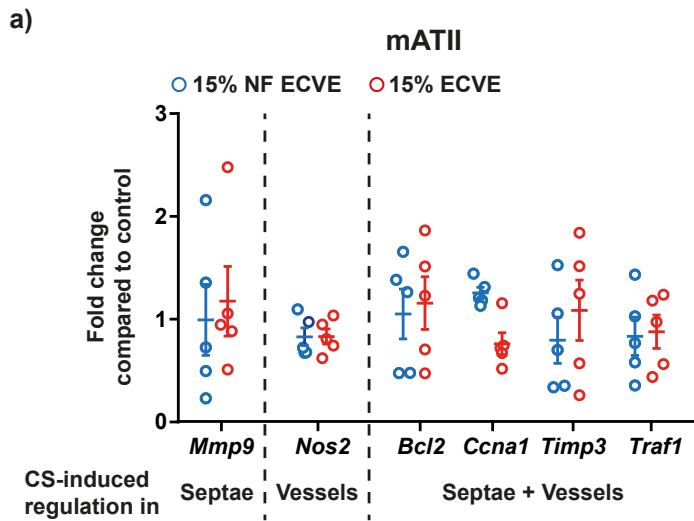 a)
mATII
15% NF ECVE 15% ECVE
Fold change
compared to control
3
2
1
0
Mmp9 Nos2 Bcl2 Ccna1 Timp3 Traf1
CS-induced
regulation in
Septae Vessels Septae + Vessels